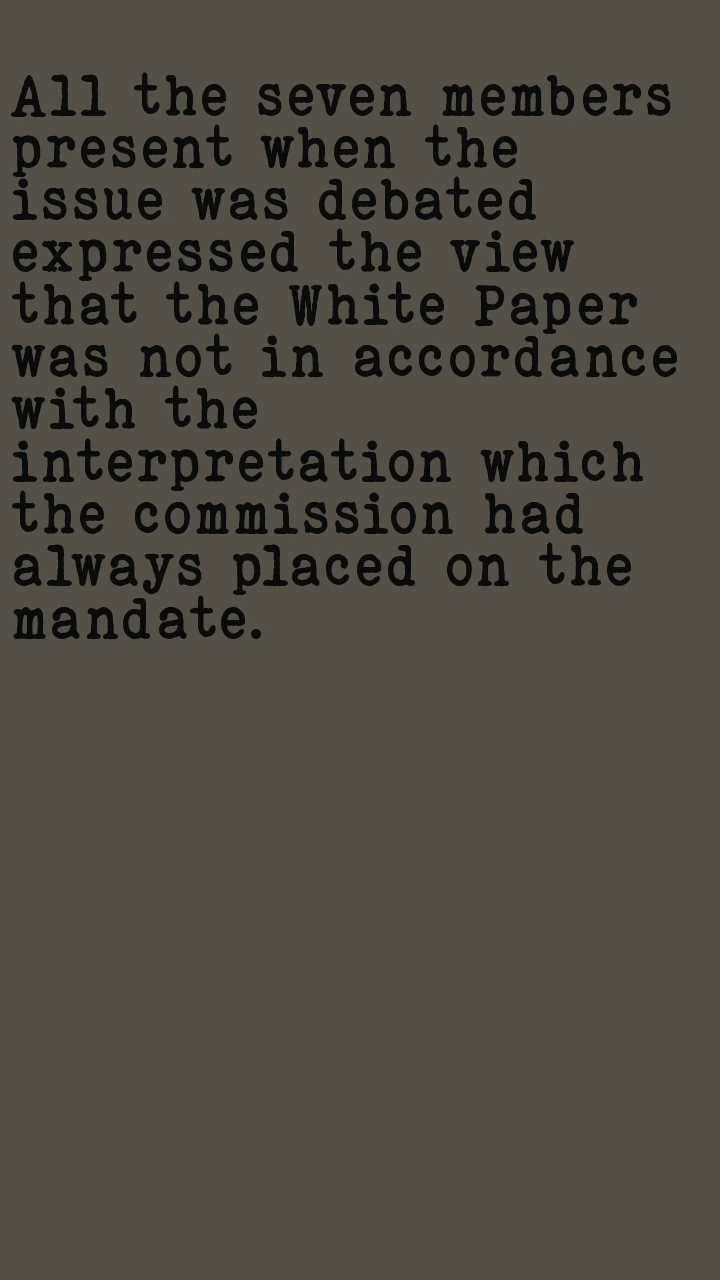 All the seven members
present when the
issue was debated
expressed the view
that the White Paper
was not in accordance
with the
interpretation which
the commission had
always placed on the
mandate.